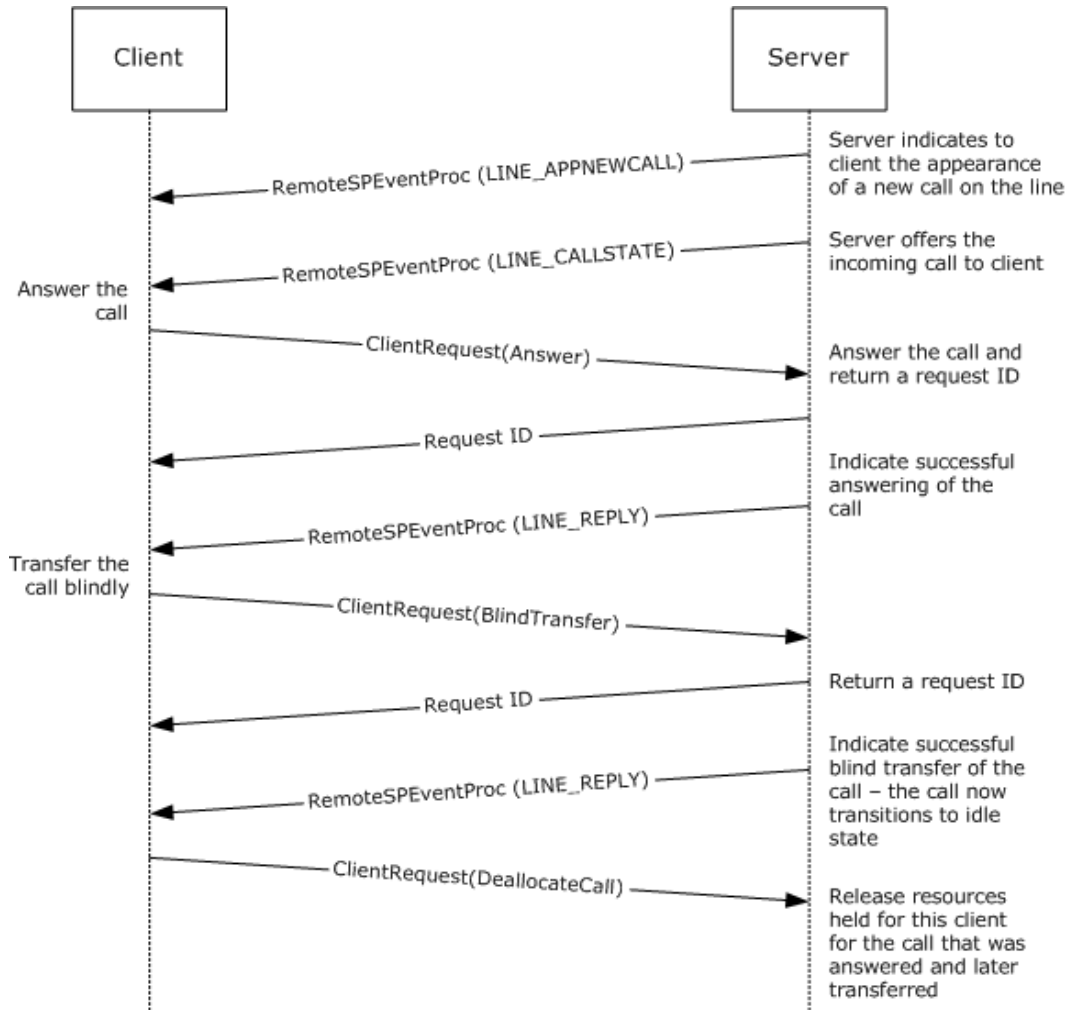 Client
Server
Server indicates to
client the appearance
of a new call on the line
RemoteSPEventProc (LINE_APPNEWCALL)
Server offers the
incoming call to client
RemoteSPEventProc (LINE_CALLSTATE)
Answer the
call
ClientRequest(Answer)
Answer the call and
return a request ID
Request ID
Indicate successful
answering of the
call
RemoteSPEventProc (LINE_REPLY)
Transfer the
call blindly
ClientRequest(BlindTransfer)
Return a request ID
Request ID
Indicate successful
blind transfer of the
call – the call now
transitions to idle
state
RemoteSPEventProc (LINE_REPLY)
ClientRequest(DeallocateCall)
Release resources
held for this client
for the call that was
answered and later
transferred